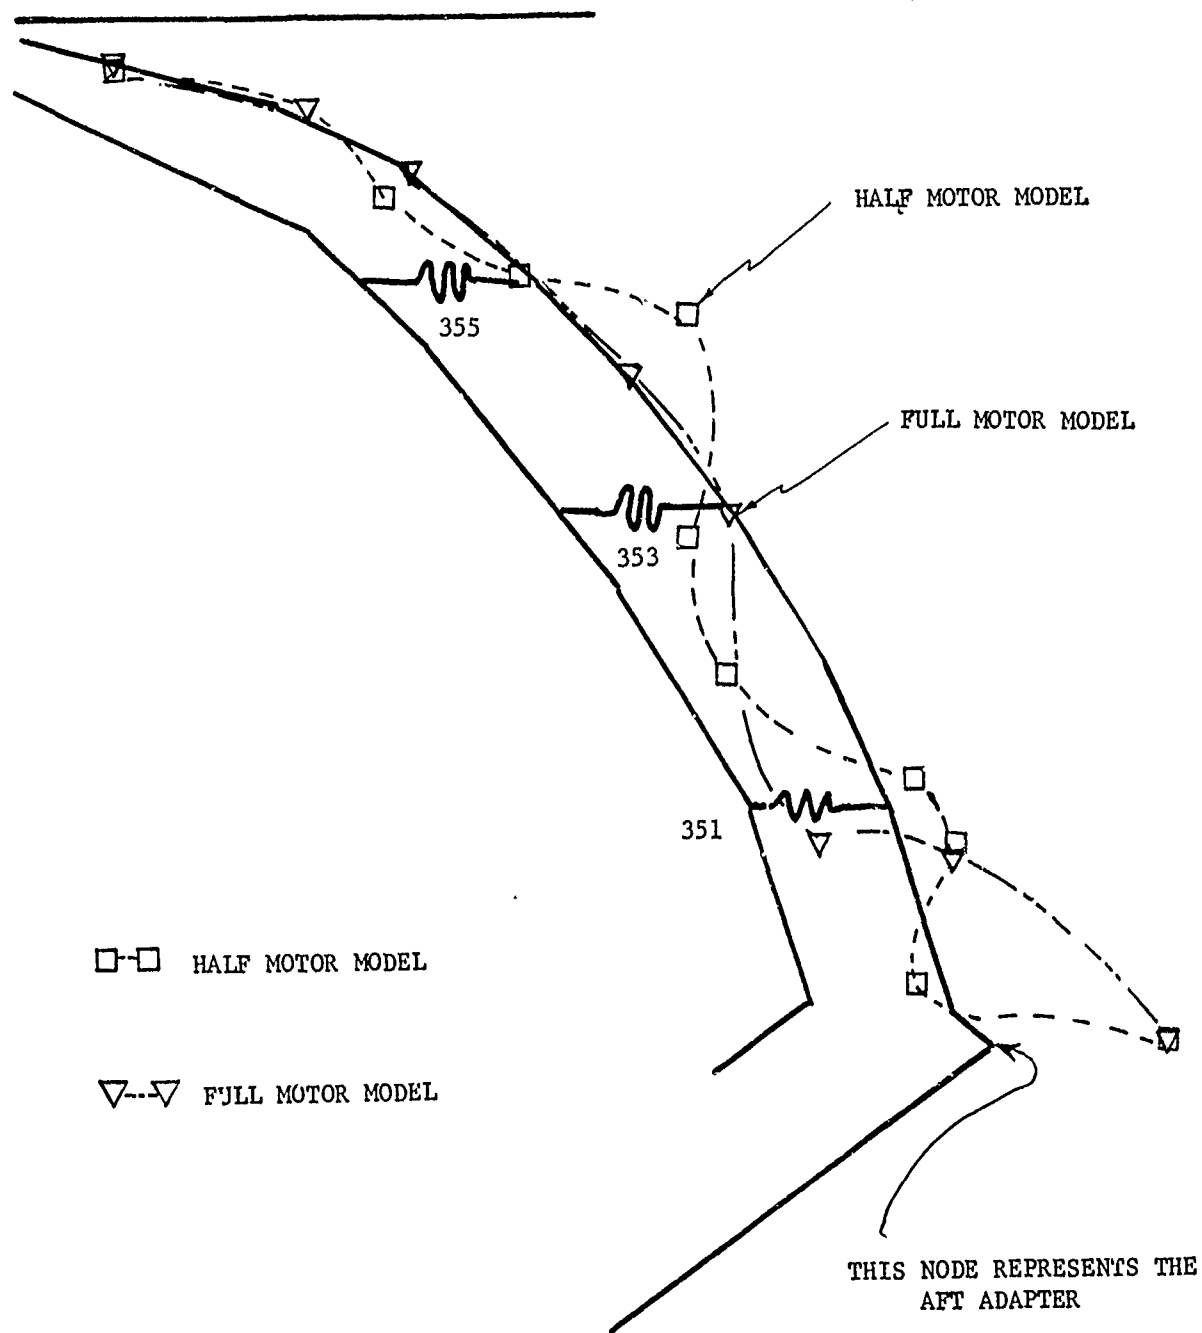 HALF MOTOR MODEL
355
FULL MOTOR MODEL
353
351
HALF MOTOR MODEL
FULL MOTOR MODEL
THIS NODE REPRESENTS THE
AFT ADAPTER